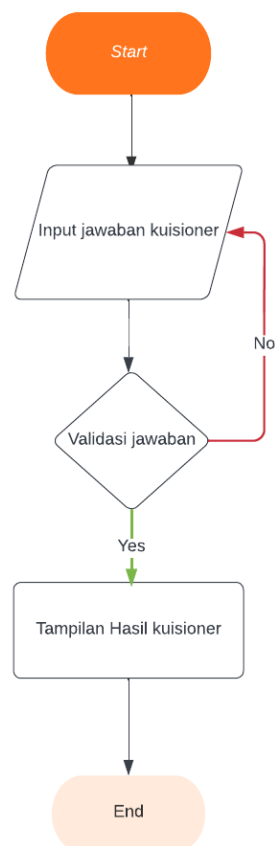 Start
Input jawaban kuisioner
No
Validasi jawaban
Yes
Tampilan Hasil kuisioner
End